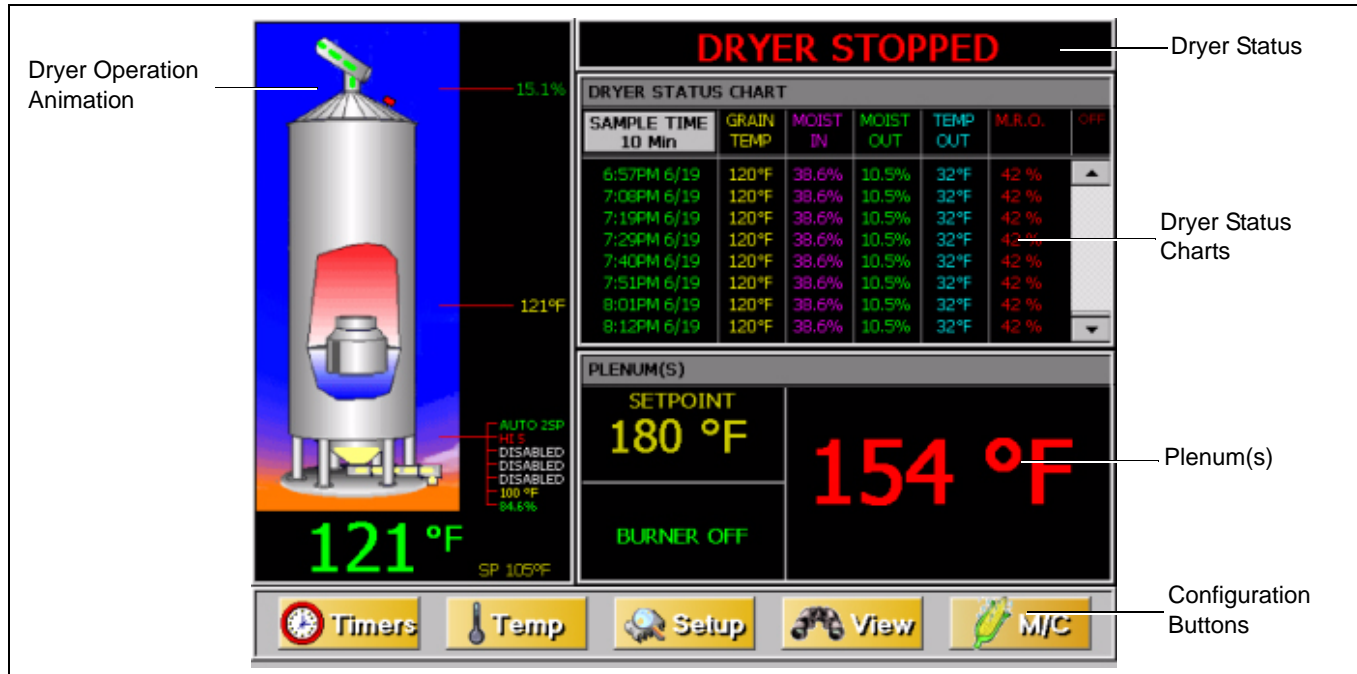 Dryer Operation
Animation
15.1%
121°F
AUTO 2SP
HI S
DISABLED
DISABLED
DISABLED
100 °F
84.6%
121°F
SP 105°F
DRYER STOPPED
DRYER STATUS CHART
SAMPLE TIME
10 Min
GRAIN
TEMP
MOIST
IN
MOIST
OUT
TEMP
OUT
M.R.O.
OFF
6:57PM 6/19 120°F 38.6% 10.5% 32°F 42 %
7:08PM 6/19 120°F 38.6% 10.5% 32°F 42 %
7:19PM 6/19 120°F 38.6% 10.5% 32°F 42 %
7:29PM 6/19 120°F 38.6% 10.5% 32°F 42 %
7:40PM 6/19 120°F 38.6% 10.5% 32°F 42 %
7:51PM 6/19 120°F 38.6% 10.5% 32°F 42 %
8:01PM 6/19 120°F 38.6% 10.5% 32°F 42 %
8:12PM 6/19 120°F 38.6% 10.5% 32°F 42 %
PLENUM(S)
SETPOINT
180 °F
BURNER OFF
154 °F
Dryer Status
Dryer Status
Charts
Plenum(s)
Configuration
Buttons
Timers
Temp
Setup
View
M/C